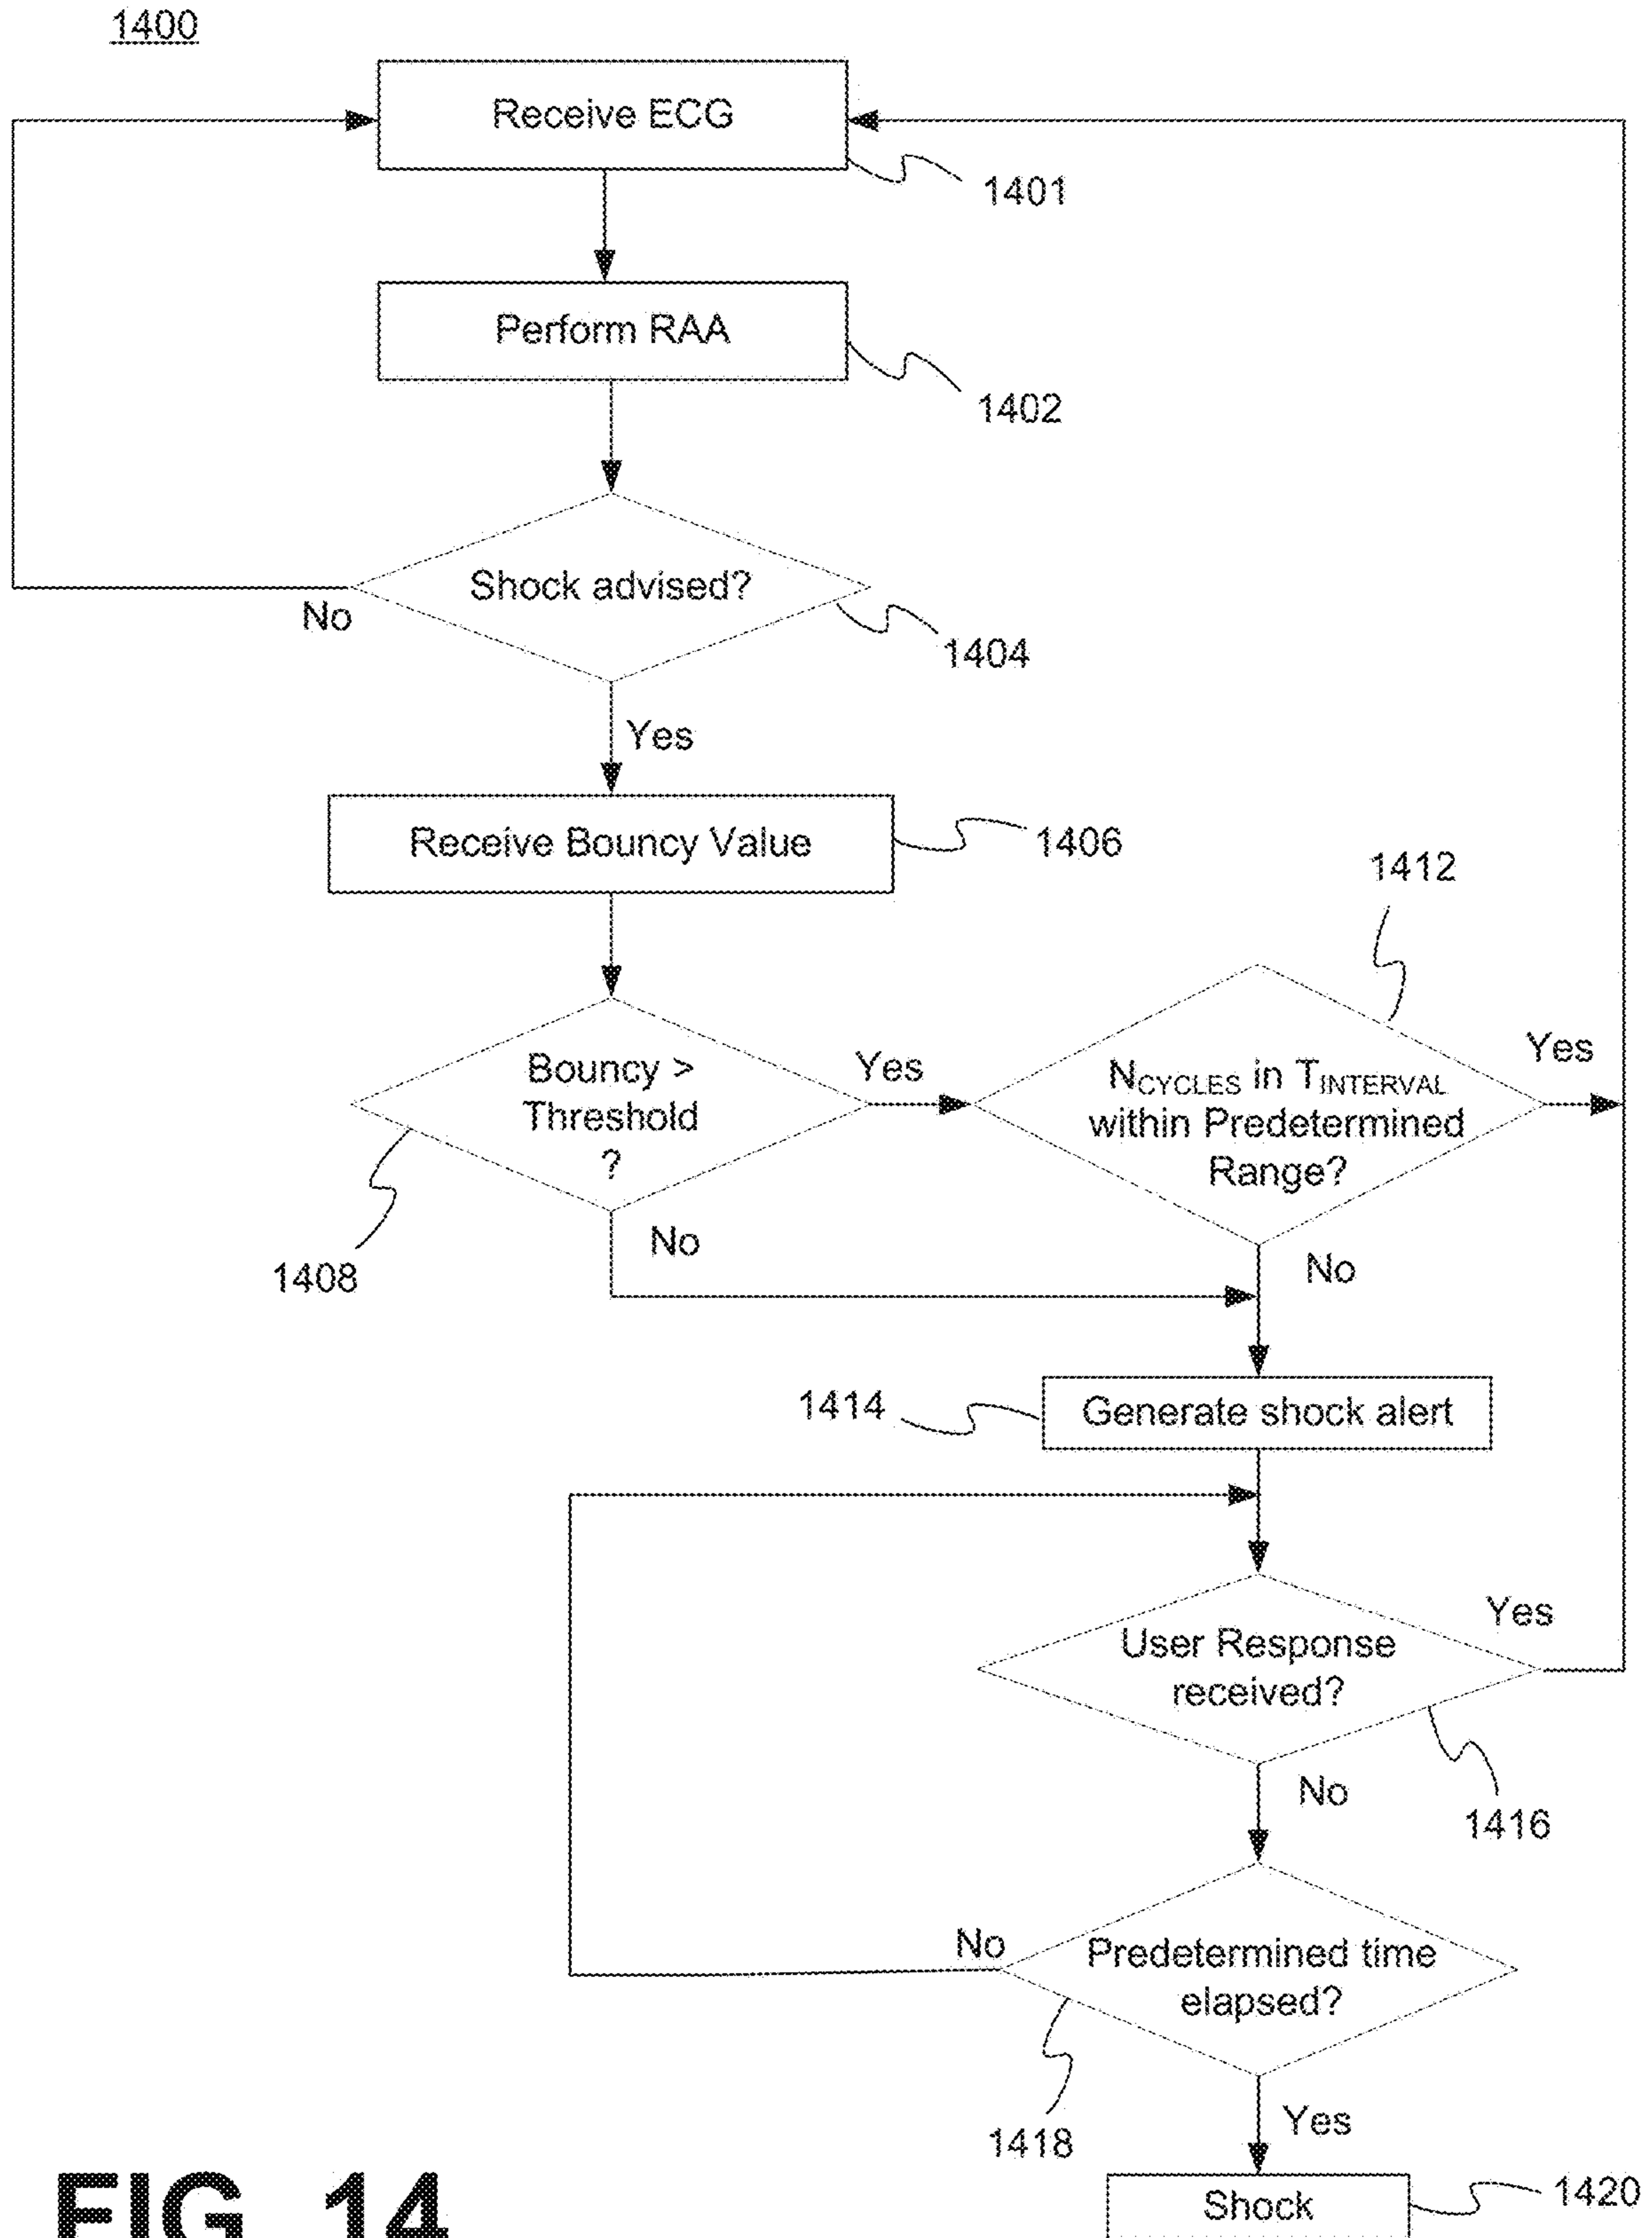 1400
Receive ECG
1401
Perform RAA
1402
Shock advised?
No
1404
Yes
Receive Bouncy Value
1406
1412
Bouncy >
Threshold
?
Yes
NCYCLES in TINTERVAL
within Predetermined
Range?
Yes
1408
No
No
1414
Generate shock alert
User Response
received?
Yes
No
1416
No
Predetermined time
elapsed?
1418
Yes
Shock
1420
FIG. 14